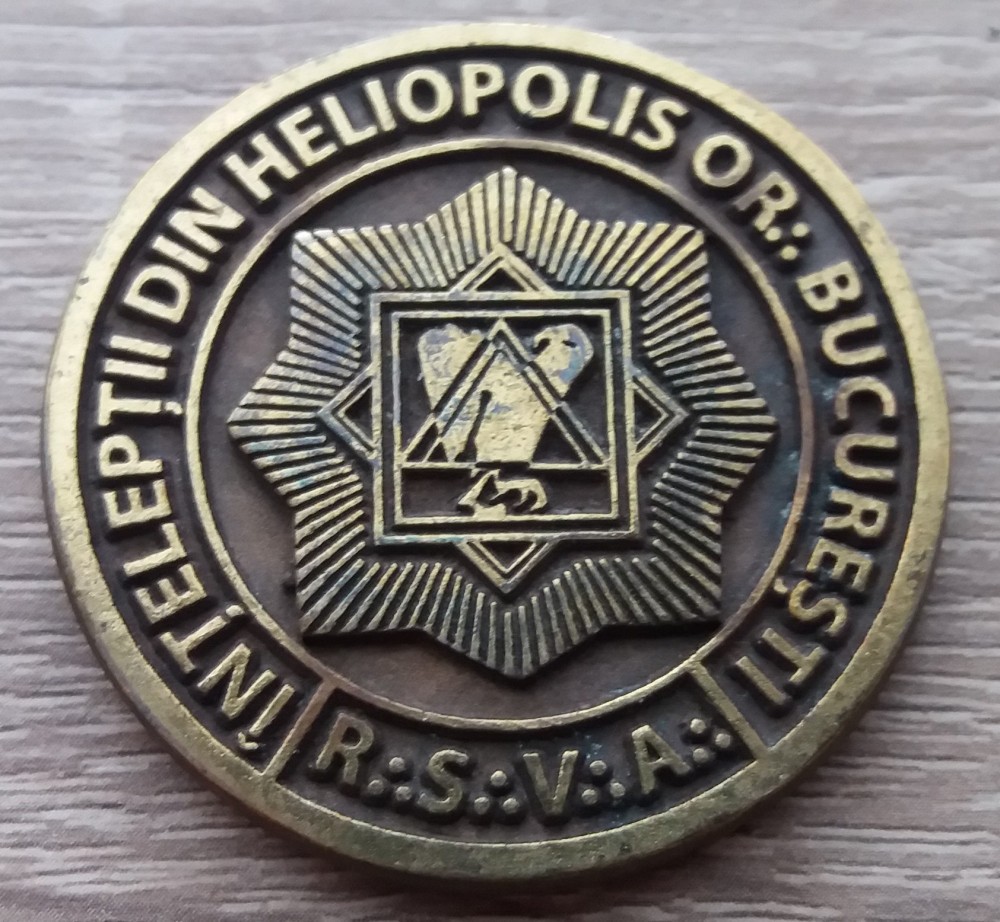 ÎNȚELEPȚII DIN HELIOPOLIS OR∴ BUCUREȘTI
R∴S∴V∴A∴